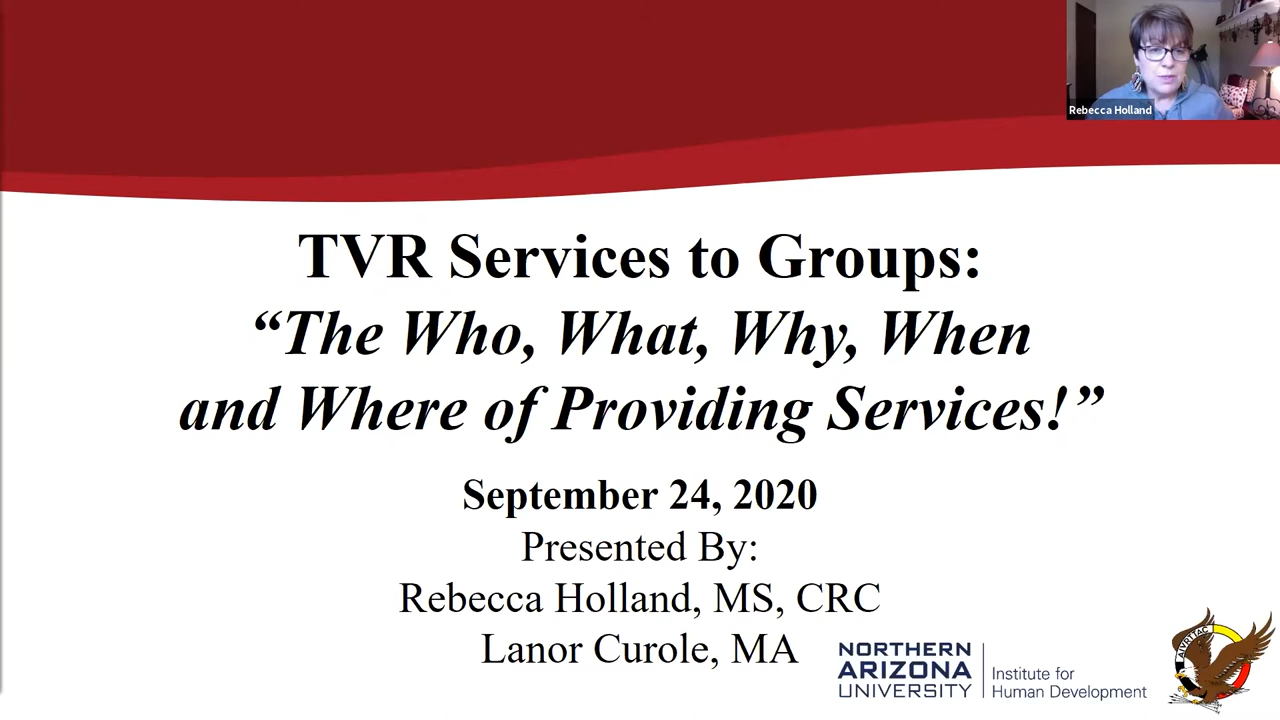 Rebecca Holland
TVR Services to Groups:
“The Who, What, Why, When
and Where of Providing Services!”
September 24, 2020
Presented By:
Rebecca Holland, MS, CRC
Lanor Curole, MA
NORTHERN
ARIZONA
UNIVERSITY
Institute for
Human Development
AIVRTTAC